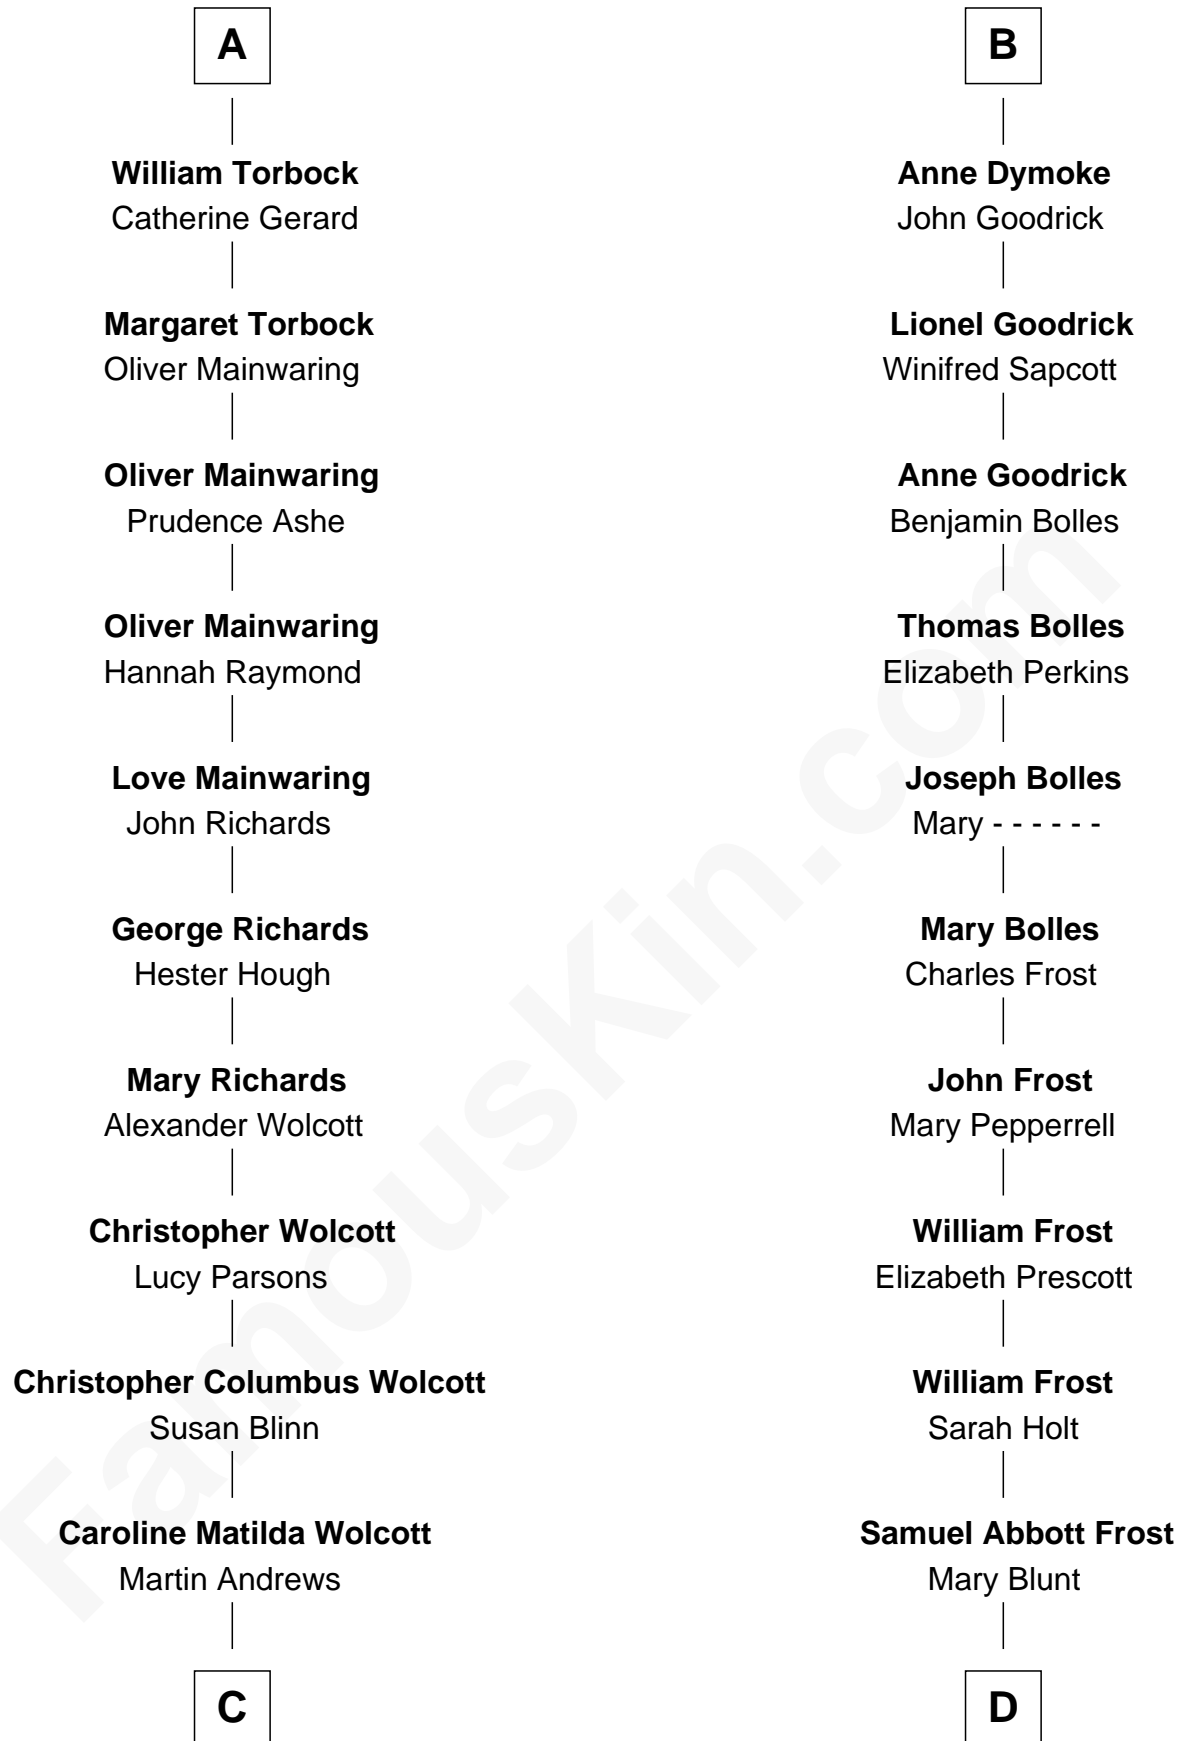 A
William Torbock
Catherine Gerard
Margaret Torbock
Oliver Mainwaring
Oliver Mainwaring
Prudence Ashe
Oliver Mainwaring
Hannah Raymond
Love Mainwaring
John Richards
George Richards
Hester Hough
Mary Richards
Alexander Wolcott
Christopher Wolcott
Lucy Parsons
Christopher Columbus Wolcott
Susan Blinn
Caroline Matilda Wolcott
Martin Andrews
C
B
Anne Dymoke
John Goodrick
Lionel Goodrick
Winifred Sapcott
Anne Goodrick
Benjamin Bolles
Thomas Bolles
Elizabeth Perkins
Joseph Bolles
Mary - - - - - -
Mary Bolles
Charles Frost
John Frost
Mary Pepperrell
William Frost
Elizabeth Prescott
William Frost
Sarah Holt
Samuel Abbott Frost
Mary Blunt
D
FamousKin.com